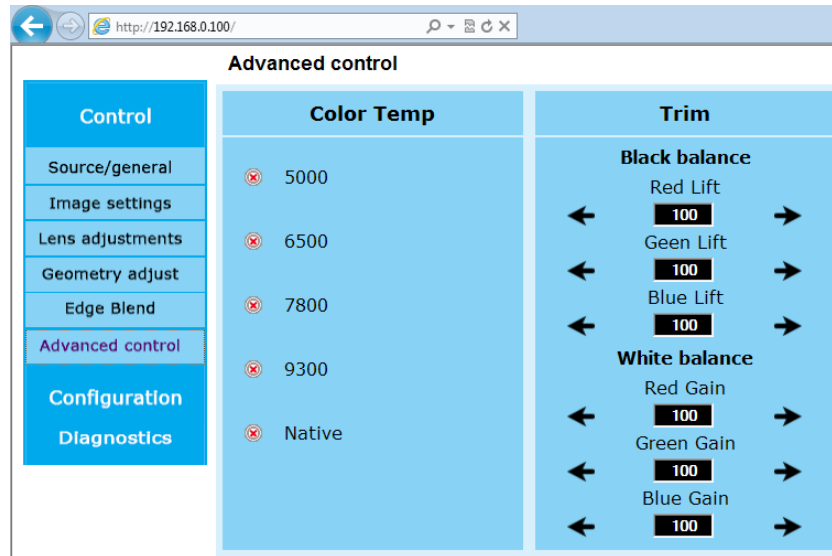 http://192.168.0.100/
Advanced control
Control
Source/general
Image settings
Lens adjustments
Geometry adjust
Edge Blend
Advanced control
Configuration
Diagnostics
Color Temp
5000
6500
7800
9300
Native
Trim
Black balance
Red Lift
100
Geen Lift
100
Blue Lift
100
White balance
Red Gain
100
Green Gain
100
Blue Gain
100